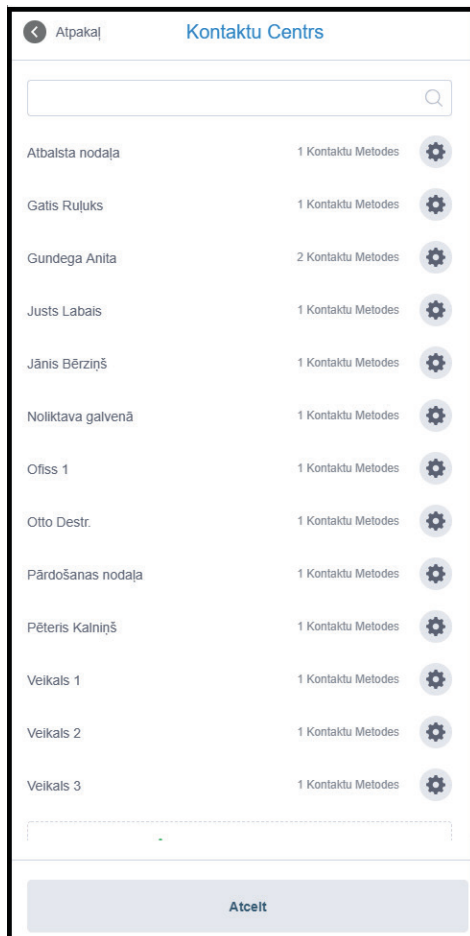 Atpakaļ Kontaktu Centrs
Atbalsta nodaļa 1 Kontaktu Metodes
Gatis Ruļuks 1 Kontaktu Metodes
Gundega Anita 2 Kontaktu Metodes
Justs Labais 1 Kontaktu Metodes
Jānis Bērziņš 1 Kontaktu Metodes
Noliktava galvenā 1 Kontaktu Metodes
Ofiss 1 1 Kontaktu Metodes
Otto Destr. 1 Kontaktu Metodes
Pārdošanas nodaļa 1 Kontaktu Metodes
Pēteris Kalniņš 1 Kontaktu Metodes
Veikals 1 1 Kontaktu Metodes
Veikals 2 1 Kontaktu Metodes
Veikals 3 1 Kontaktu Metodes
Atcelt